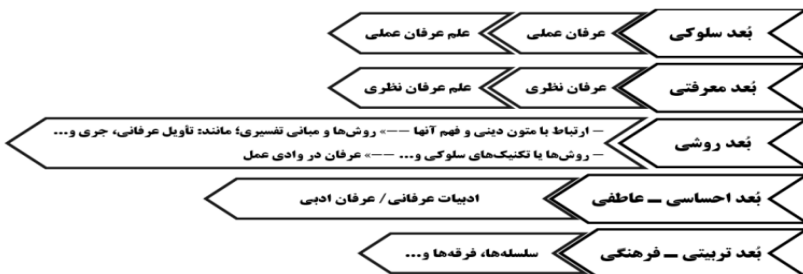 بُعد سلوکی عرفان عملی علم عرفان عملی
بُعد معرفتی عرفان نظری علم عرفان نظری
بُعد روشی
– ارتباط با متون دینی و فهم آنها ——» روش‌ها و مبانی تفسیری؛ مانند: تأویل عرفانی، جری و...
– روش‌ها یا تکنیک‌های سلوکی و... ——» عرفان در وادی عمل
بُعد احساسی – عاطفی ادبیات عرفانی/ عرفان ادبی
بُعد تربیتی – فرهنگی سلسله‌ها، فرقه‌ها و...